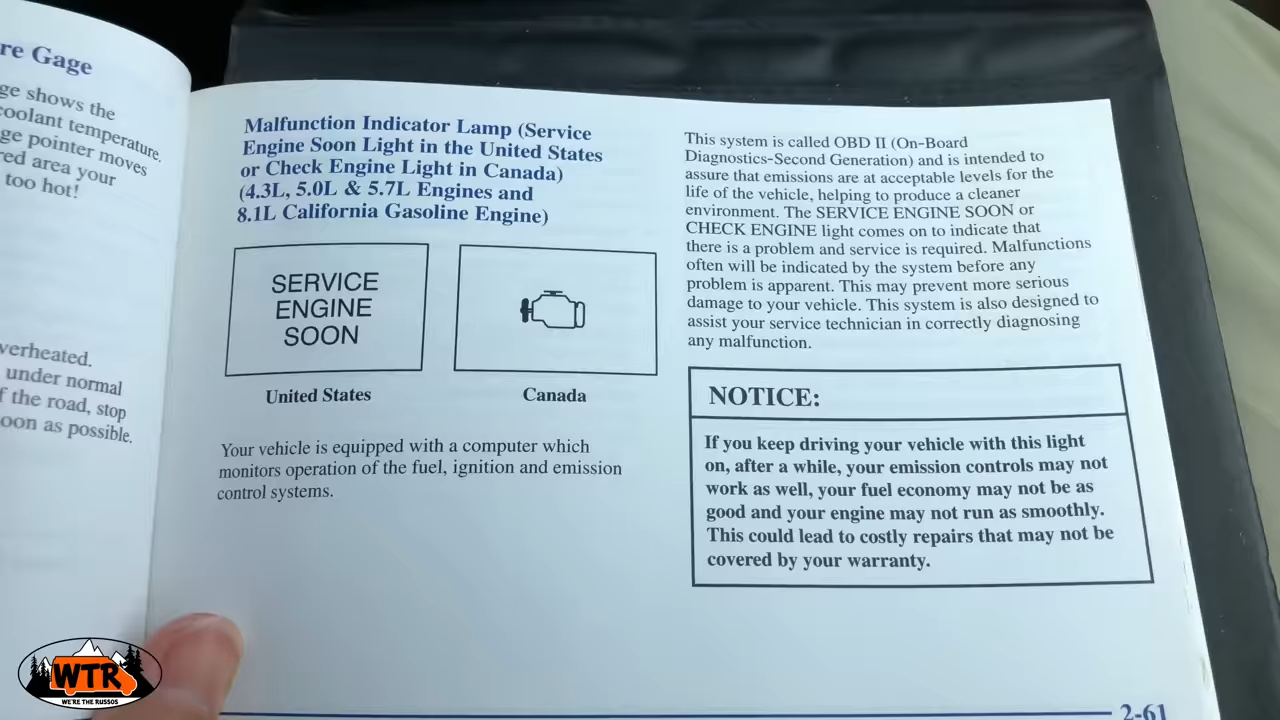 re Gage
ge shows the
coolant temperature.
ge pointer moves
red area your
too hot!
verheated.
under normal
f the road, stop
oon as possible.
Malfunction Indicator Lamp (Service
Engine Soon Light in the United States
or Check Engine Light in Canada)
(4.3L, 5.0L & 5.7L Engines and
8.1L California Gasoline Engine)
SERVICE
ENGINE
SOON
United States
Canada
Your vehicle is equipped with a computer which
monitors operation of the fuel, ignition and emission
control systems.
This system is called OBD II (On-Board
Diagnostics-Second Generation) and is intended to
assure that emissions are at acceptable levels for the
life of the vehicle, helping to produce a cleaner
environment. The SERVICE ENGINE SOON or
CHECK ENGINE light comes on to indicate that
there is a problem and service is required. Malfunctions
often will be indicated by the system before any
problem is apparent. This may prevent more serious
damage to your vehicle. This system is also designed to
assist your service technician in correctly diagnosing
any malfunction.
NOTICE:
If you keep driving your vehicle with this light
on, after a while, your emission controls may not
work as well, your fuel economy may not be as
good and your engine may not run as smoothly.
This could lead to costly repairs that may not be
covered by your warranty.
2-61
WTR
WE'RE THE RUSSOS